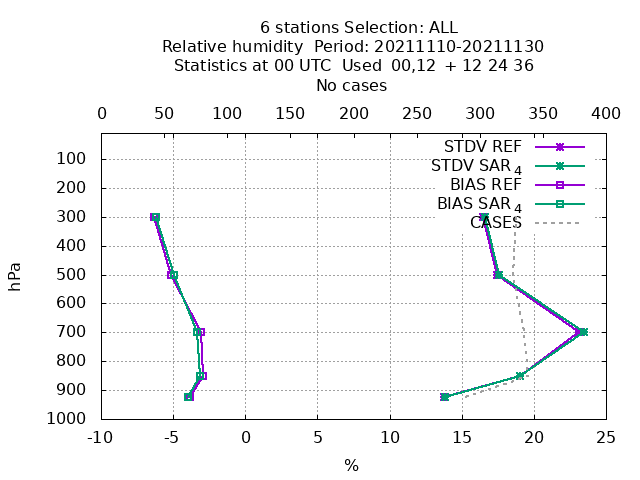 6 stations Selection: ALL
Relative humidity  Period: 20211110-20211130
Statistics at 00 UTC  Used  00,12  + 12 24 36
No cases
0 50 100 150 200 250 300 350 400
STDV REF
STDV SAR4
BIAS REF
BIAS SAR4
CASES
100
200
300
400
500
600
700
800
900
1000
hPa
-10 -5 0 5 10 15 20 25
%